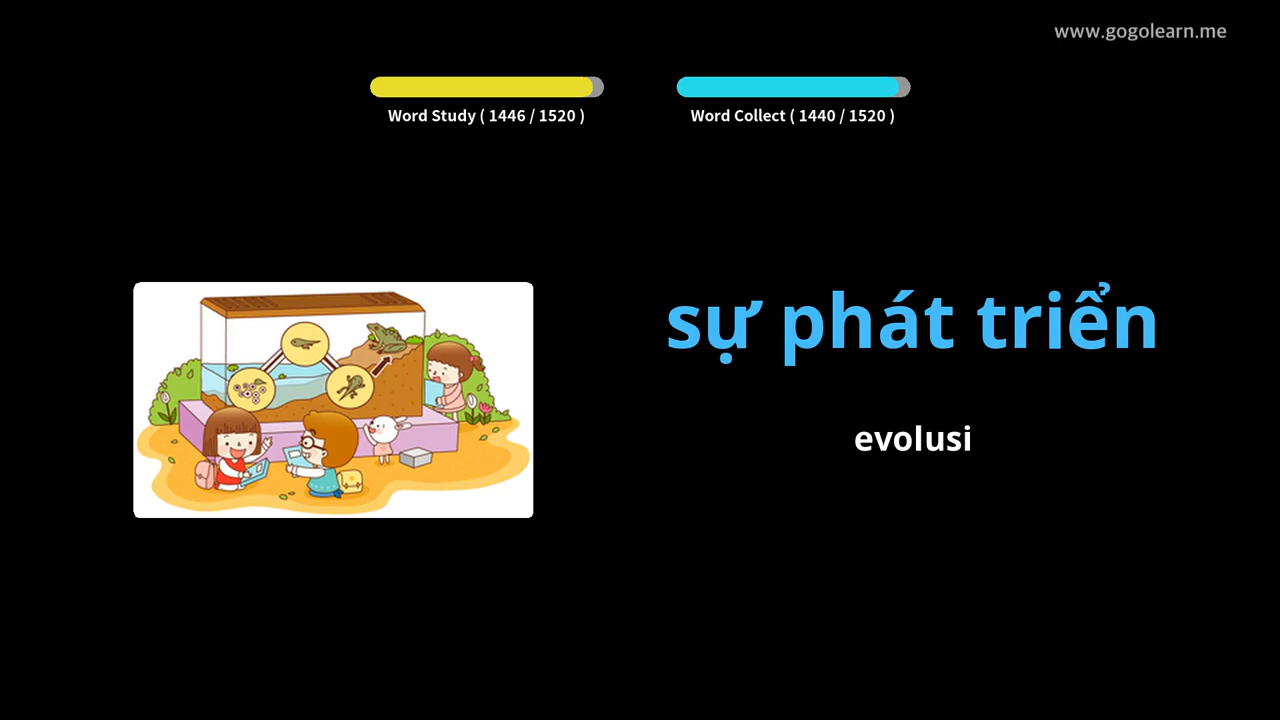 www.gogolearn.me
Word Study ( 1446 / 1520 )
Word Collect ( 1440 / 1520 )
sự phát triển
evolusi